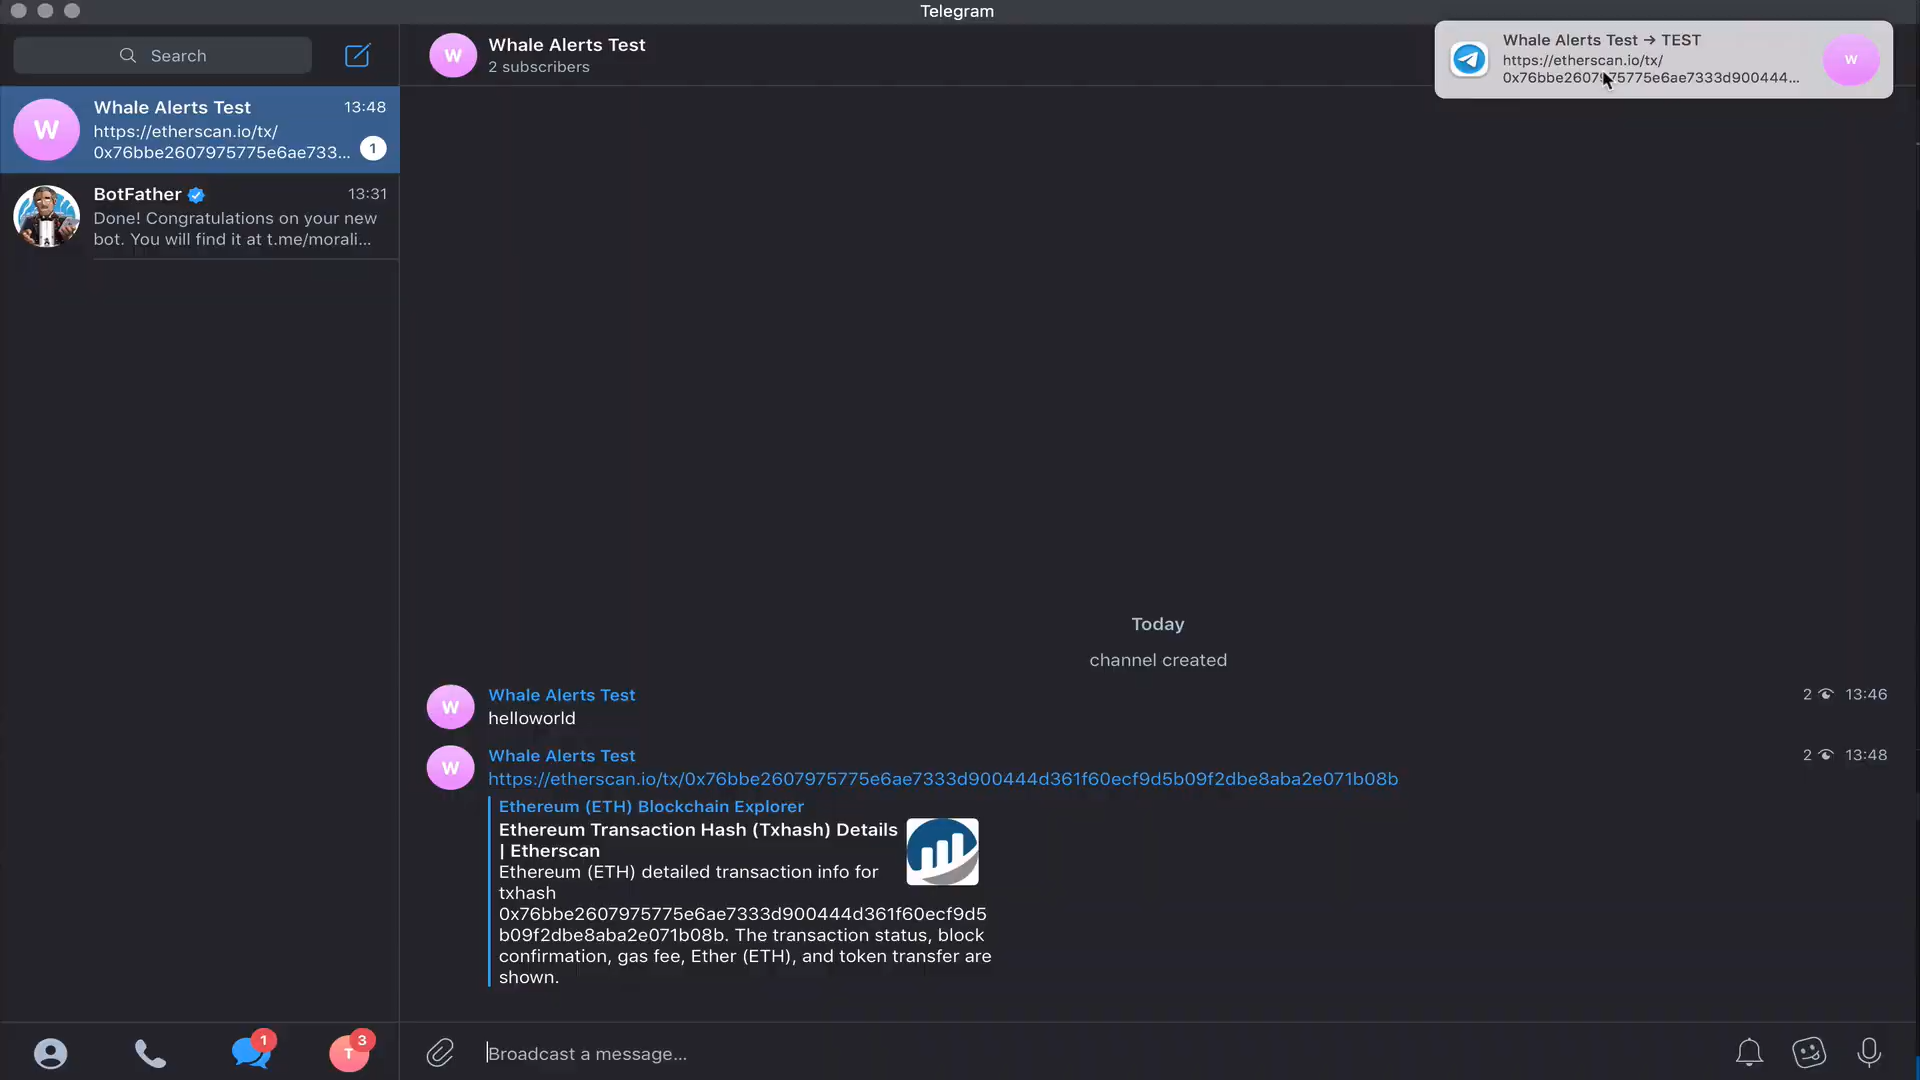 Telegram
Search
W
Whale Alerts Test
13:48
https://etherscan.io/tx/
0x76bbe2607975775e6ae733...
1
BotFather
13:31
Done! Congratulations on your new
bot. You will find it at t.me/morali...
1
T
3
W
Whale Alerts Test
2 subscribers
Whale Alerts Test → TEST
https://etherscan.io/tx/
0x76bbe2607975775e6ae7333d900444...
W
Today
channel created
W
Whale Alerts Test
2
13:46
helloworld
W
Whale Alerts Test
2
13:48
https://etherscan.io/tx/0x76bbe2607975775e6ae7333d900444d361f60ecf9d5b09f2dbe8aba2e071b08b
Ethereum (ETH) Blockchain Explorer
Ethereum Transaction Hash (Txhash) Details
| Etherscan
Ethereum (ETH) detailed transaction info for
txhash
0x76bbe2607975775e6ae7333d900444d361f60ecf9d5
b09f2dbe8aba2e071b08b. The transaction status, block
confirmation, gas fee, Ether (ETH), and token transfer are
shown.
Broadcast a message...